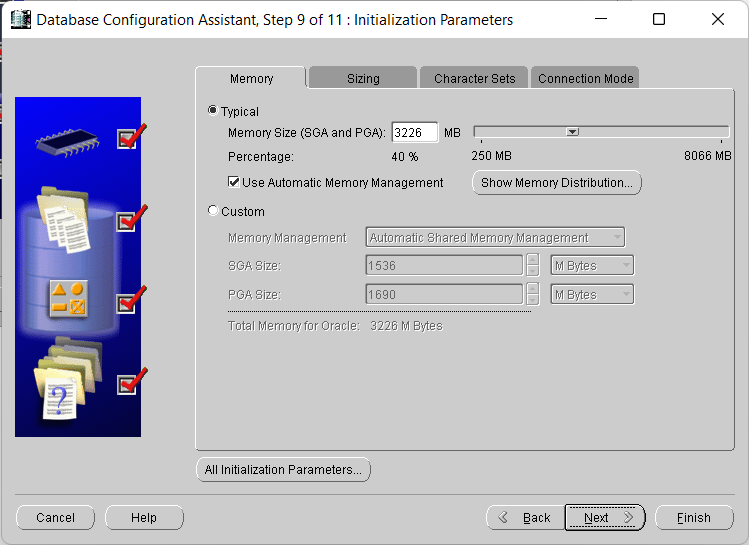 Database Configuration Assistant, Step 9 of 11 : Initialization Parameters
Memory Sizing Character Sets Connection Mode
Typical
Memory Size (SGA and PGA): 3226 MB
Percentage: 40 % 250 MB 8066 MB
Use Automatic Memory Management Show Memory Distribution...
Custom
Memory Management Automatic Shared Memory Management
SGA Size: 1536 M Bytes
PGA Size: 1690 M Bytes
Total Memory for Oracle: 3226 M Bytes
?
All Initialization Parameters...
Cancel Help Back Next Finish